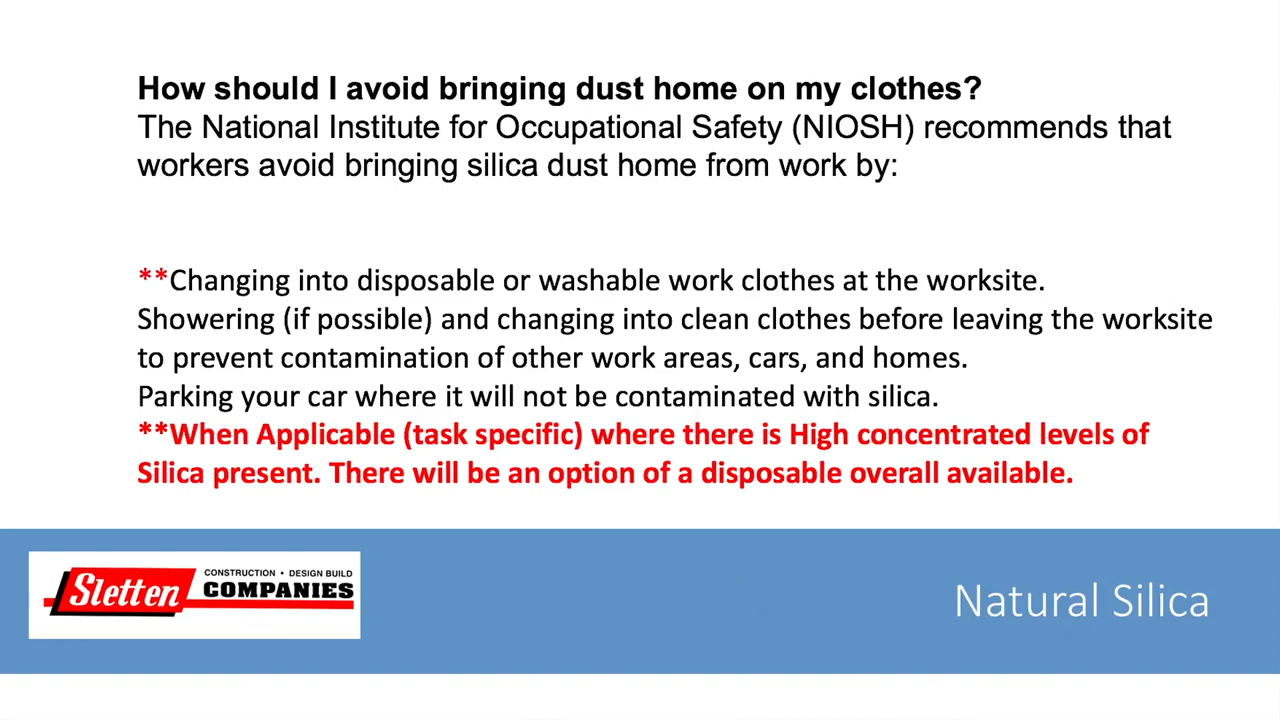 How should I avoid bringing dust home on my clothes?
The National Institute for Occupational Safety (NIOSH) recommends that
workers avoid bringing silica dust home from work by:
**Changing into disposable or washable work clothes at the worksite.
Showering (if possible) and changing into clean clothes before leaving the worksite
to prevent contamination of other work areas, cars, and homes.
Parking your car where it will not be contaminated with silica.
**When Applicable (task specific) where there is High concentrated levels of
Silica present. There will be an option of a disposable overall available.
Sletten
CONSTRUCTION • DESIGN BUILD
COMPANIES
Natural Silica